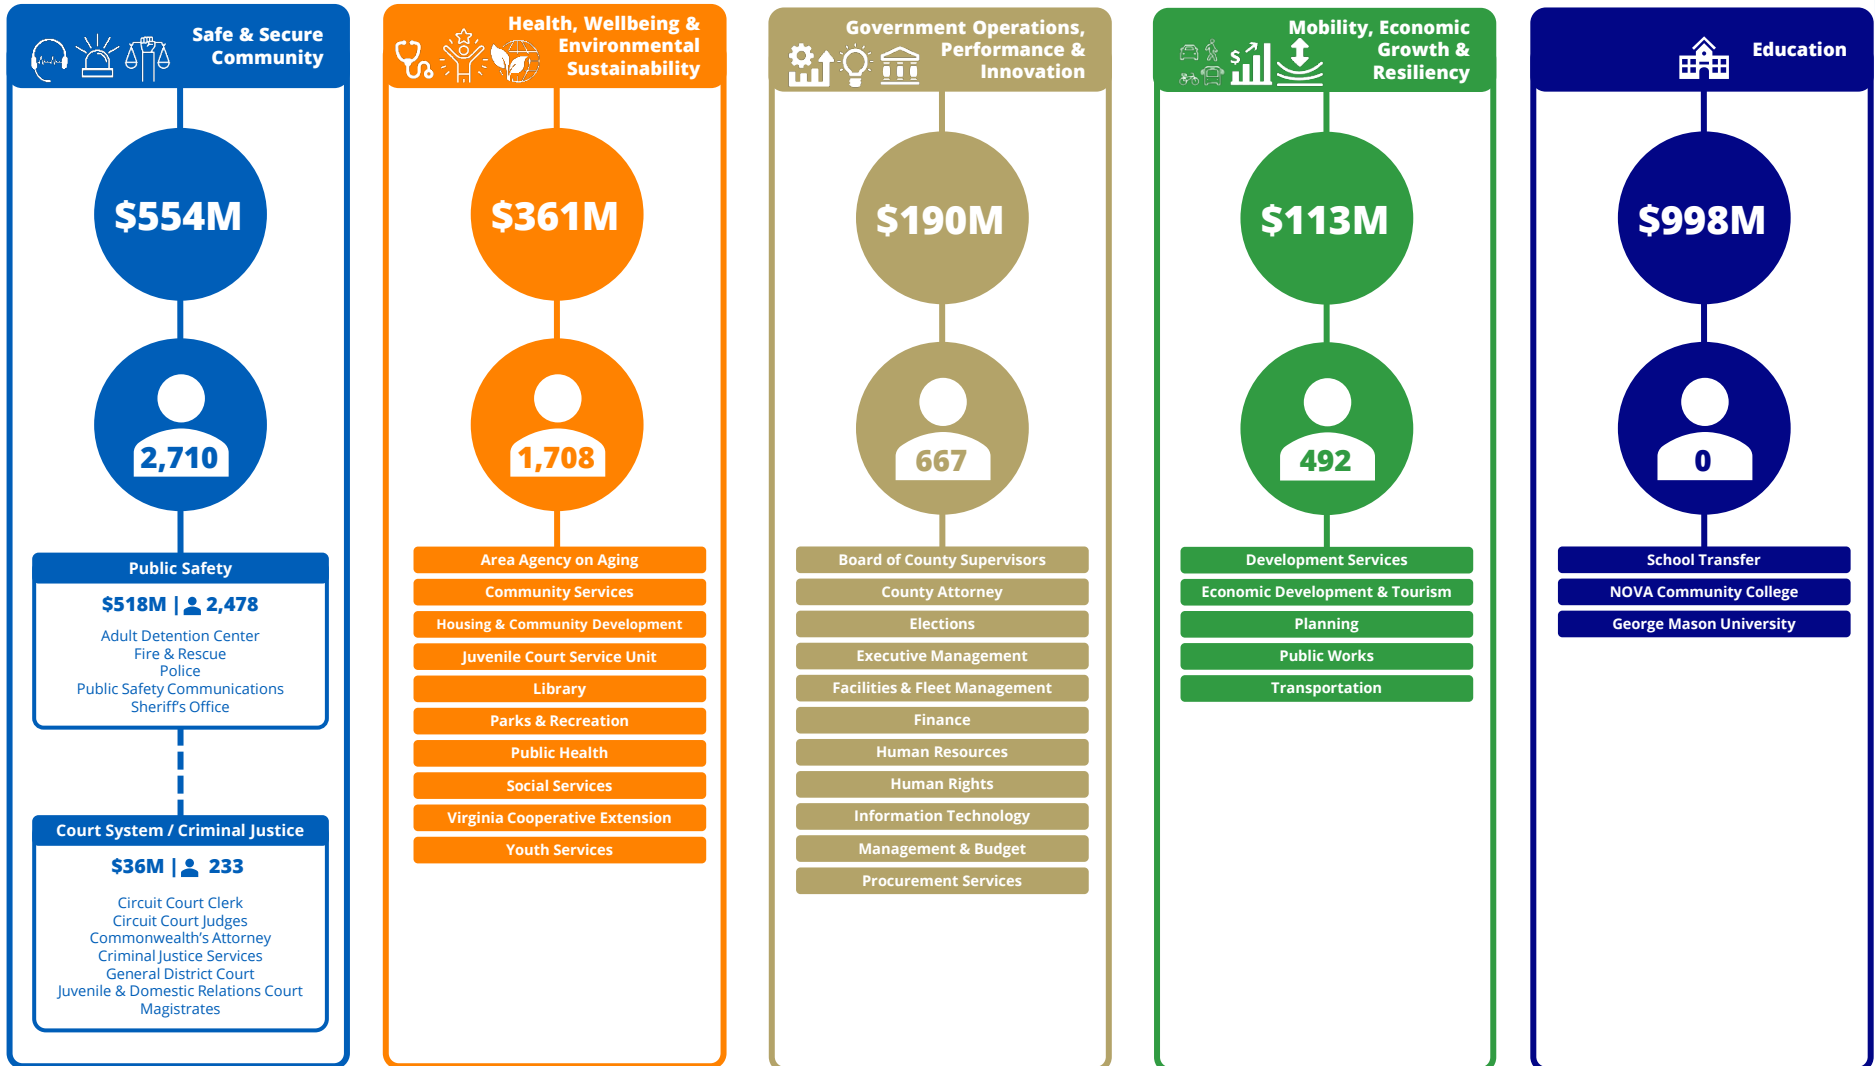 Safe & Secure
Community
$554M
2,710
Public Safety
$518M | 2,478
Adult Detention Center
Fire & Rescue
Police
Public Safety Communications
Sheriff's Office
Court System / Criminal Justice
$36M | 233
Circuit Court Clerk
Circuit Court Judges
Commonwealth's Attorney
Criminal Justice Services
General District Court
Juvenile & Domestic Relations Court
Magistrates
Health, Wellbeing &
Environmental
Sustainability
$361M
1,708
Area Agency on Aging
Community Services
Housing & Community Development
Juvenile Court Service Unit
Library
Parks & Recreation
Public Health
Social Services
Virginia Cooperative Extension
Youth Services
Government Operations,
Performance &
Innovation
$190M
667
Board of County Supervisors
County Attorney
Elections
Executive Management
Facilities & Fleet Management
Finance
Human Resources
Human Rights
Information Technology
Management & Budget
Procurement Services
Mobility, Economic
Growth &
Resiliency
$
$113M
492
Development Services
Economic Development & Tourism
Planning
Public Works
Transportation
Education
$998M
0
School Transfer
NOVA Community College
George Mason University